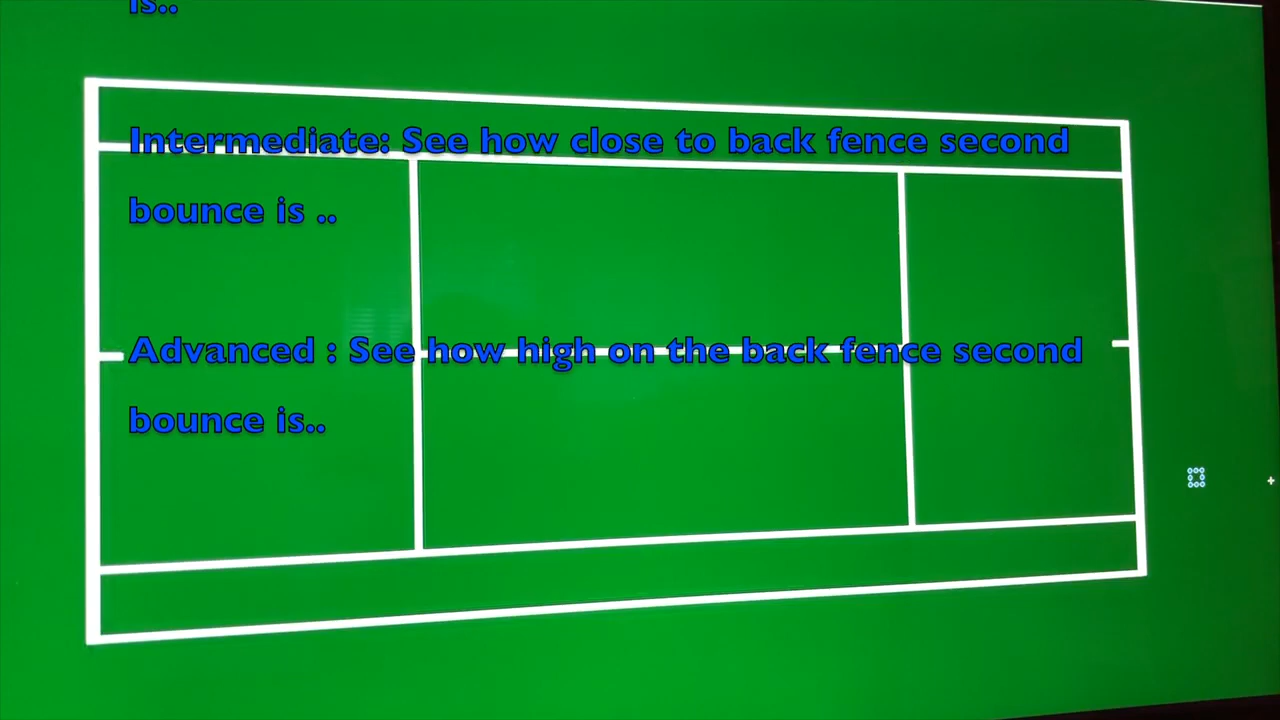 is..
Intermediate: See how close to back fence second
bounce is ..
Advanced : See how high on the back fence second
bounce is..